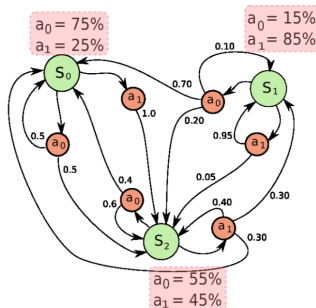 a₀ = 75%
a₁ = 25%
a₀ = 15%
a₁ = 85%
0.10
S₀
S₁
0.70
a₁
a₀
1.0
0.20
0.5
a₀
0.95
a₁
0.5
0.4
0.05
a₀
0.6
0.40
0.30
a₁
S₂
0.30
a₀ = 55%
a₁ = 45%